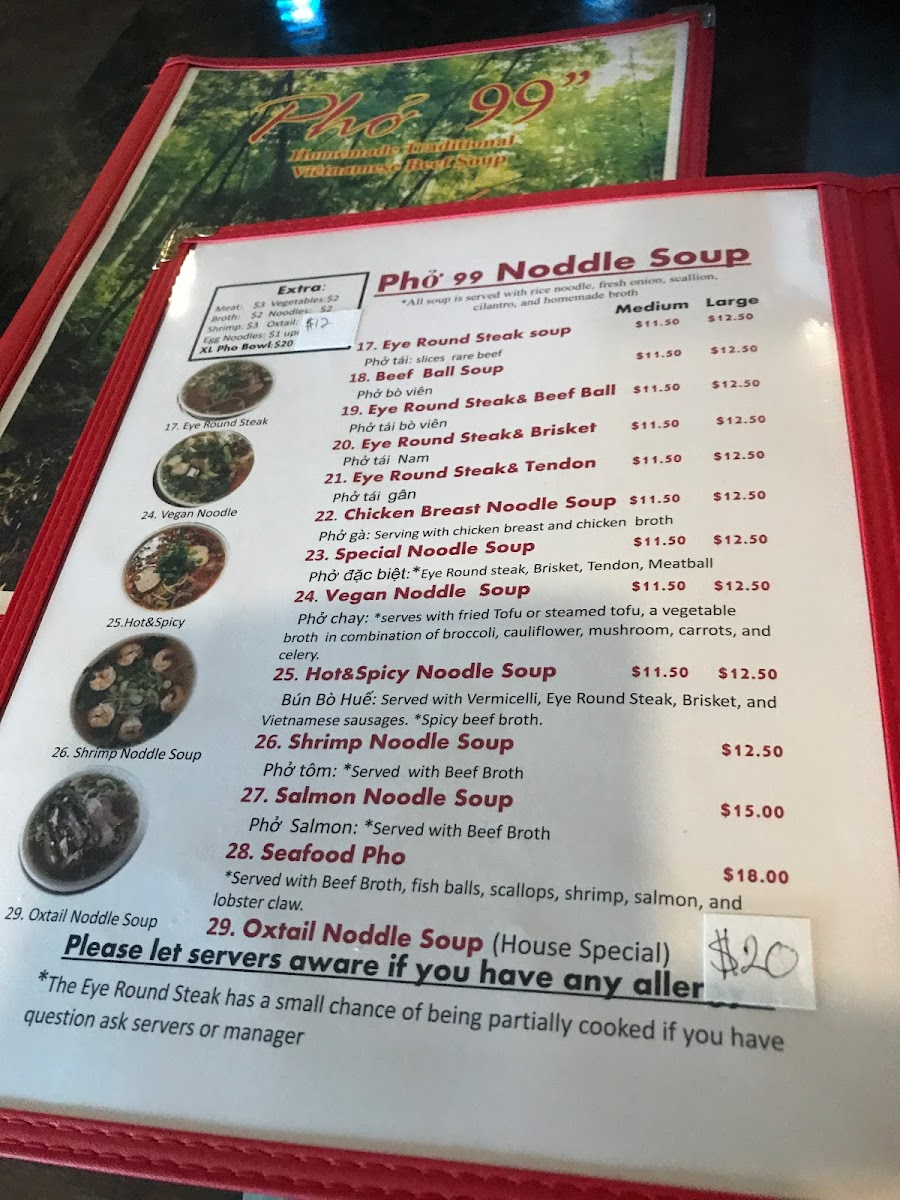 Phở 99"
Homemade Traditional
Vietnamese Beef Soup
Phở 99 Noddle Soup
*All soup is served with rice noodle, fresh onion, scallion,
cilantro, and homemade broth
Extra:
Meat: $3 Vegetables:$2
Broth: $2 Noodles: $2
Shrimp: $3 Oxtail: $12
Egg Noodles: $1
XL Pho Bowl:$20
Medium Large
17. Eye Round Steak soup $11.50 $12.50
Phở tái: slices rare beef
18. Beef Ball Soup $11.50 $12.50
Phở bò viên
19. Eye Round Steak& Beef Ball $11.50 $12.50
Phở tái bò viên
20. Eye Round Steak& Brisket $11.50 $12.50
Phở tái Nam
21. Eye Round Steak& Tendon $11.50 $12.50
Phở tái gân
22. Chicken Breast Noodle Soup $11.50 $12.50
Phở gà: Serving with chicken breast and chicken broth
23. Special Noodle Soup $11.50 $12.50
Phở đặc biệt:*Eye Round steak, Brisket, Tendon, Meatball
24. Vegan Noddle Soup $11.50 $12.50
Phở chay: *serves with fried Tofu or steamed tofu, a vegetable
broth in combination of broccoli, cauliflower, mushroom, carrots, and
celery.
25. Hot&Spicy Noodle Soup $11.50 $12.50
Bún Bò Huế: Served with Vermicelli, Eye Round Steak, Brisket, and
Vietnamese sausages. *Spicy beef broth.
26. Shrimp Noodle Soup $12.50
Phở tôm: *Served with Beef Broth
27. Salmon Noodle Soup $15.00
Phở Salmon: *Served with Beef Broth
28. Seafood Pho $18.00
*Served with Beef Broth, fish balls, scallops, shrimp, salmon, and
lobster claw.
29. Oxtail Noddle Soup (House Special) $20
17. Eye Round Steak
24. Vegan Noodle
25.Hot&Spicy
26. Shrimp Noddle Soup
29. Oxtail Noddle Soup
Please let servers aware if you have any aller
*The Eye Round Steak has a small chance of being partially cooked if you have
question ask servers or manager